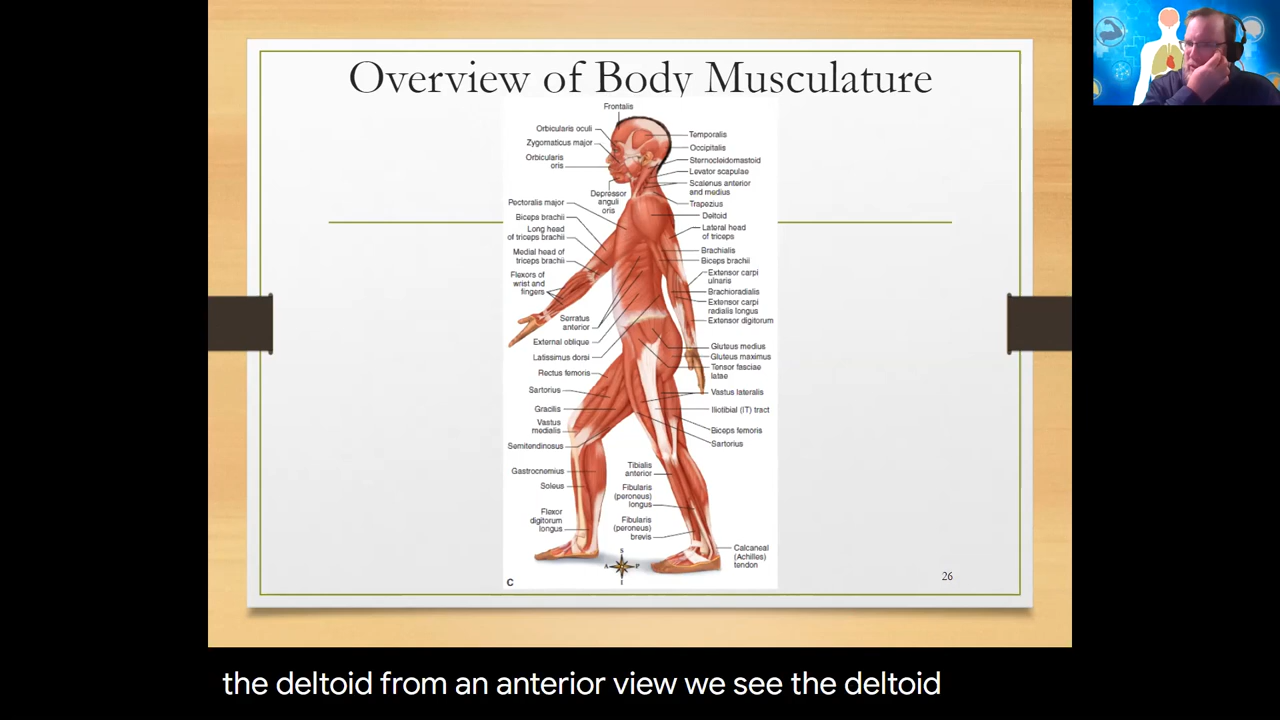 Overview of Body Musculature
Frontalis
Orbicularis oculi
Zygomaticus major
Orbicularis
oris
Depressor
anguli
oris
Pectoralis major
Biceps brachii
Long head
of triceps brachii
Medial head of
triceps brachii
Flexors of
wrist and
fingers
Serratus
anterior
External oblique
Latissimus dorsi
Rectus femoris
Sartorius
Gracilis
Vastus
medialis
Semitendinosus
Gastrocnemius
Soleus
Flexor
digitorum
longus
Temporalis
Occipitalis
Sternocleidomastoid
Levator scapulae
Scalenus anterior
and medius
Trapezius
Deltoid
Lateral head
of triceps
Brachialis
Biceps brachii
Extensor carpi
ulnaris
Brachioradialis
Extensor carpi
radialis longus
Extensor digitorum
Gluteus medius
Gluteus maximus
Tensor fasciae
latae
Vastus lateralis
Iliotibial (IT) tract
Biceps femoris
Sartorius
Tibialis
anterior
Fibularis
(peroneus)
longus
Fibularis
(peroneus)
brevis
Calcaneal
(Achilles)
tendon
S
A P
I
C
26
the deltoid from an anterior view we see the deltoid